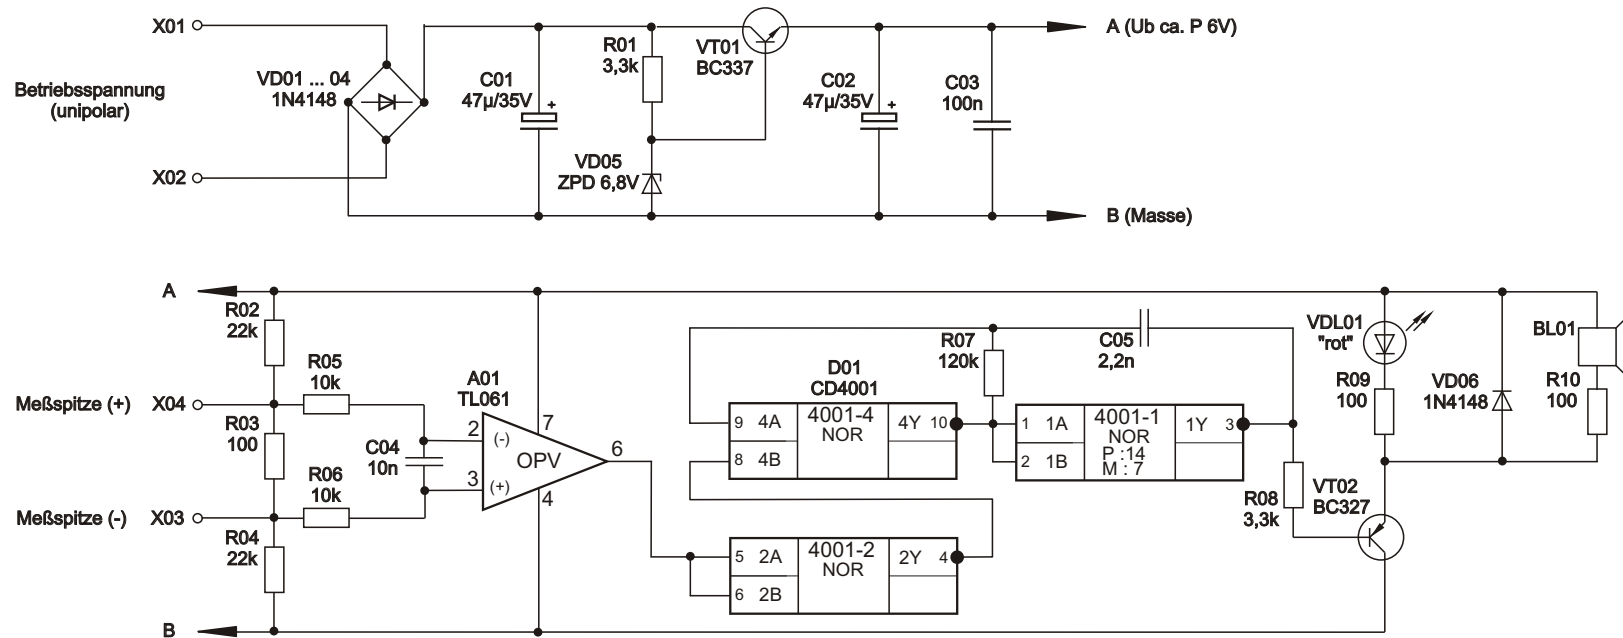 X01
Betriebsspannung
(unipolar)
X02
VD01 ... 04
1N4148
C01
47µ/35V
+
R01
3,3k
VD05
ZPD 6,8V
VT01
BC337
C02
47µ/35V
+
C03
100n
A (Ub ca. P 6V)
B (Masse)
A
R02
22k
Meßspitze (+) X04
R03
100
Meßspitze (-) X03
R04
22k
B
R05
10k
C04
10n
R06
10k
A01
TL061
2 (-)
3 (+)
OPV
7
4
6
D01
CD4001
9 4A
8 4B
4001-4
NOR
4Y 10
5 2A
6 2B
4001-2
NOR
2Y 4
R07
120k
C05
2,2n
1 1A
2 1B
4001-1
NOR
P :14
M : 7
1Y 3
R08
3,3k
VT02
BC327
VDL01
"rot"
R09
100
VD06
1N4148
BL01
R10
100